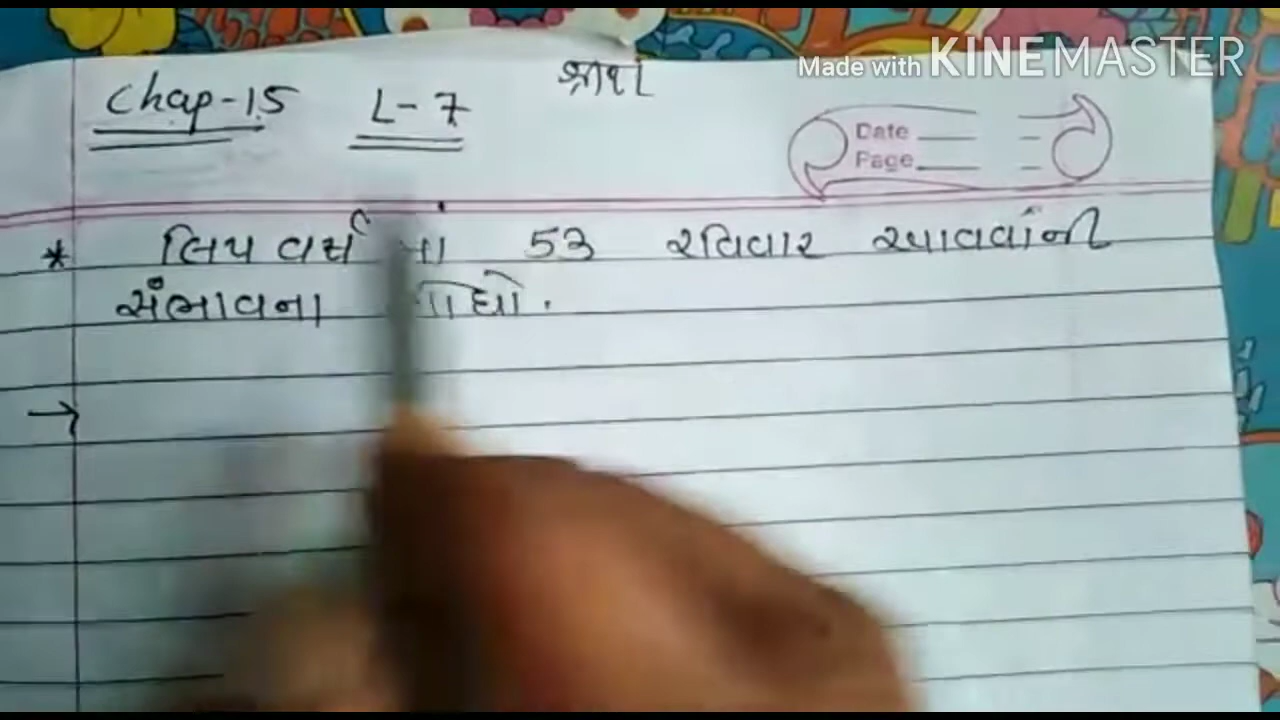 Made with KINEMASTER
Chap-15 L-7
Date
Page
* લિપ વર્ષ માં 53 રવિવાર આવવાંની
સંભાવના .
→